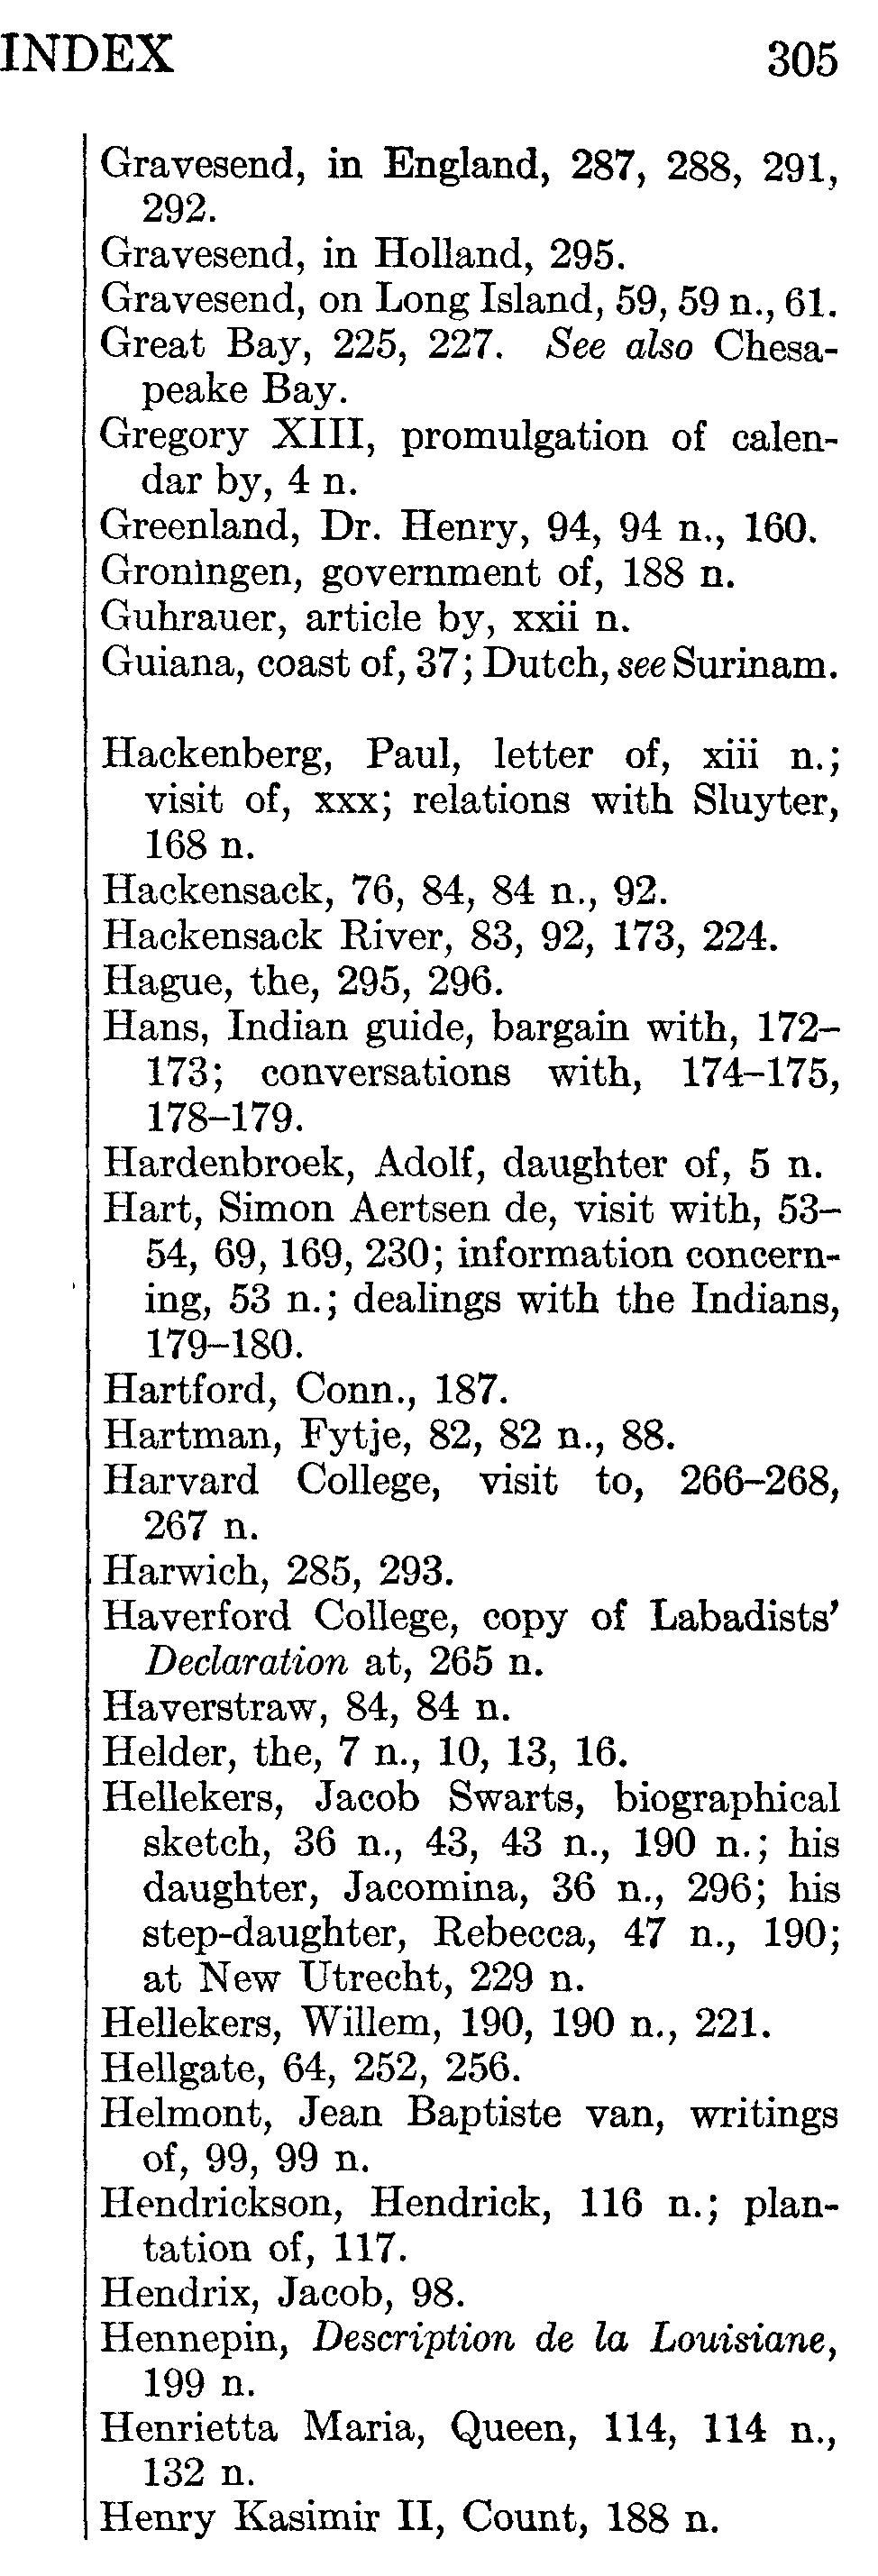 INDEX 305
Gravesend, in England, 287, 288, 291,
292.
Gravesend, in Holland, 295.
Gravesend, on Long Island, 59, 59 n., 61.
Great Bay, 225, 227. See also Chesa-
peake Bay.
Gregory XIII, promulgation of calen-
dar by, 4 n.
Greenland, Dr. Henry, 94, 94 n., 160.
Groningen, government of, 188 n.
Guhrauer, article by, xxii n.
Guiana, coast of, 37; Dutch, see Surinam.
Hackenberg, Paul, letter of, xiii n.;
visit of, xxx; relations with Sluyter,
168 n.
Hackensack, 76, 84, 84 n., 92.
Hackensack River, 83, 92, 173, 224.
Hague, the, 295, 296.
Hans, Indian guide, bargain with, 172–
173; conversations with, 174–175,
178–179.
Hardenbroek, Adolf, daughter of, 5 n.
Hart, Simon Aertsen de, visit with, 53–
54, 69, 169, 230; information concern-
ing, 53 n.; dealings with the Indians,
179–180.
Hartford, Conn., 187.
Hartman, Fytje, 82, 82 n., 88.
Harvard College, visit to, 266–268,
267 n.
Harwich, 285, 293.
Haverford College, copy of Labadists'
Declaration at, 265 n.
Haverstraw, 84, 84 n.
Helder, the, 7 n., 10, 13, 16.
Hellekers, Jacob Swarts, biographical
sketch, 36 n., 43, 43 n., 190 n.; his
daughter, Jacomina, 36 n., 296; his
step-daughter, Rebecca, 47 n., 190;
at New Utrecht, 229 n.
Hellekers, Willem, 190, 190 n., 221.
Hellgate, 64, 252, 256.
Helmont, Jean Baptiste van, writings
of, 99, 99 n.
Hendrickson, Hendrick, 116 n.; plan-
tation of, 117.
Hendrix, Jacob, 98.
Hennepin, Description de la Louisiane,
199 n.
Henrietta Maria, Queen, 114, 114 n.,
132 n.
Henry Kasimir II, Count, 188 n.